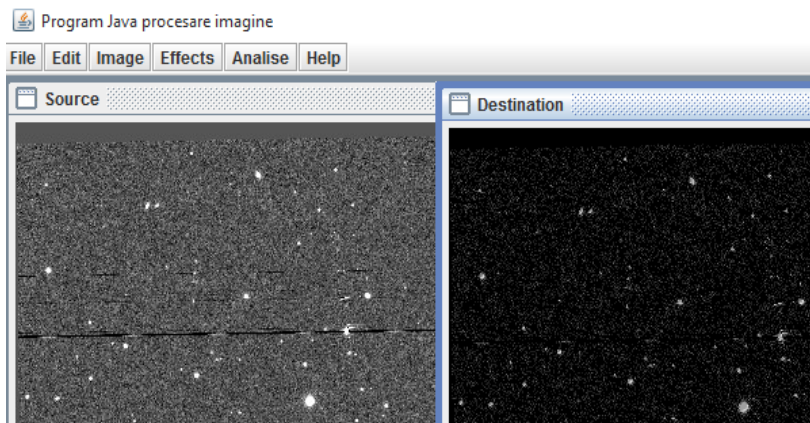 Program Java procesare imagine
File Edit Image Effects Analise Help
Source
Destination